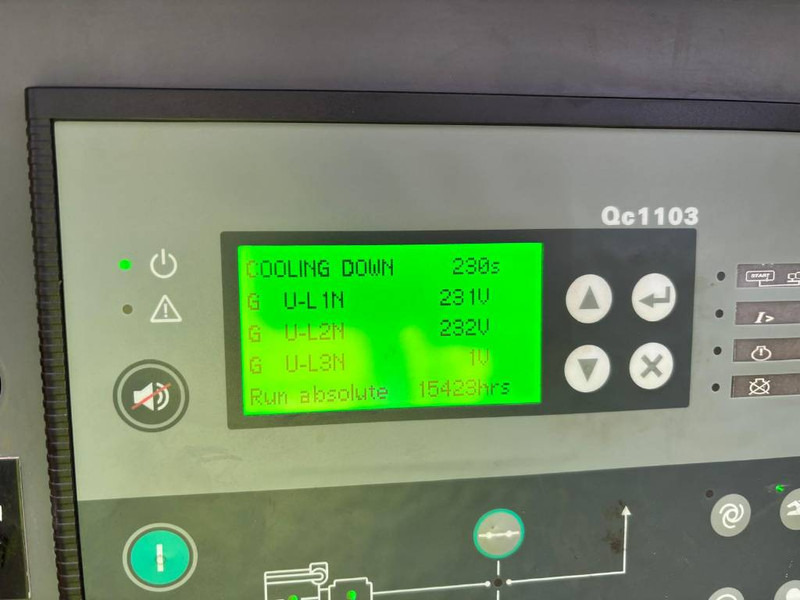 Qc1103
COOLING DOWN 230s
G U-L1N 231V
G U-L2N 232V
G U-L3N 1V
Run absolute 15423hrs
START
I>